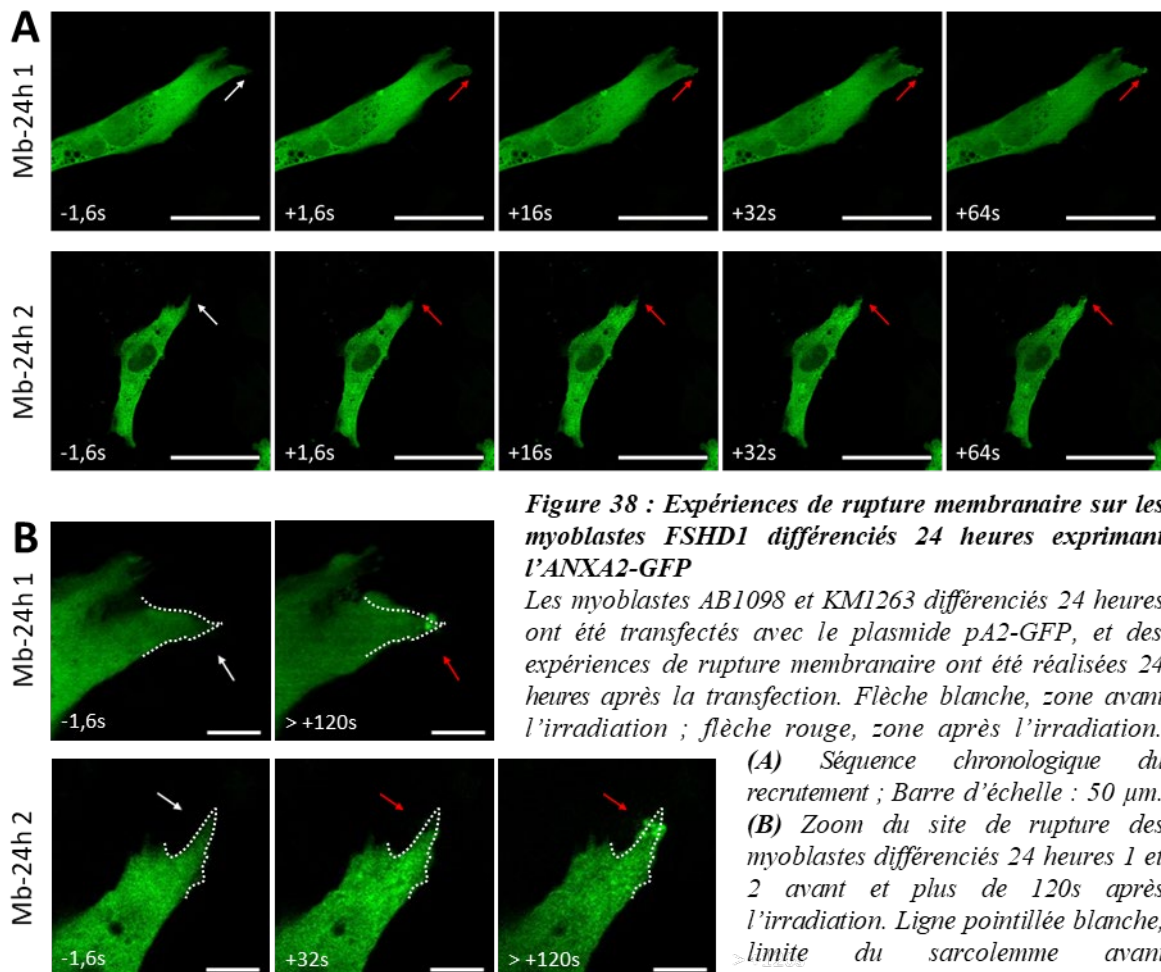 A
Mb-24h 1
-1,6s
+1,6s
+16s
+32s
+64s
Mb-24h 2
-1,6s
+1,6s
+16s
+32s
+64s
B
Mb-24h 1
-1,6s
> +120s
Mb-24h 2
-1,6s
+32s
> +120s
Figure 38 : Expériences de rupture membranaire sur les
myoblastes FSHD1 différenciés 24 heures exprimant
l’ANXA2-GFP
Les myoblastes AB1098 et KM1263 différenciés 24 heures
ont été transfectés avec le plasmide pA2-GFP, et des
expériences de rupture membranaire ont été réalisées 24
heures après la transfection. Flèche blanche, zone avant
l’irradiation ; flèche rouge, zone après l’irradiation.
(A) Séquence chronologique du
recrutement ; Barre d’échelle : 50 µm.
(B) Zoom du site de rupture des
myoblastes différenciés 24 heures 1 et
2 avant et plus de 120s après
l’irradiation. Ligne pointillée blanche,
limite du sarcolemme avant